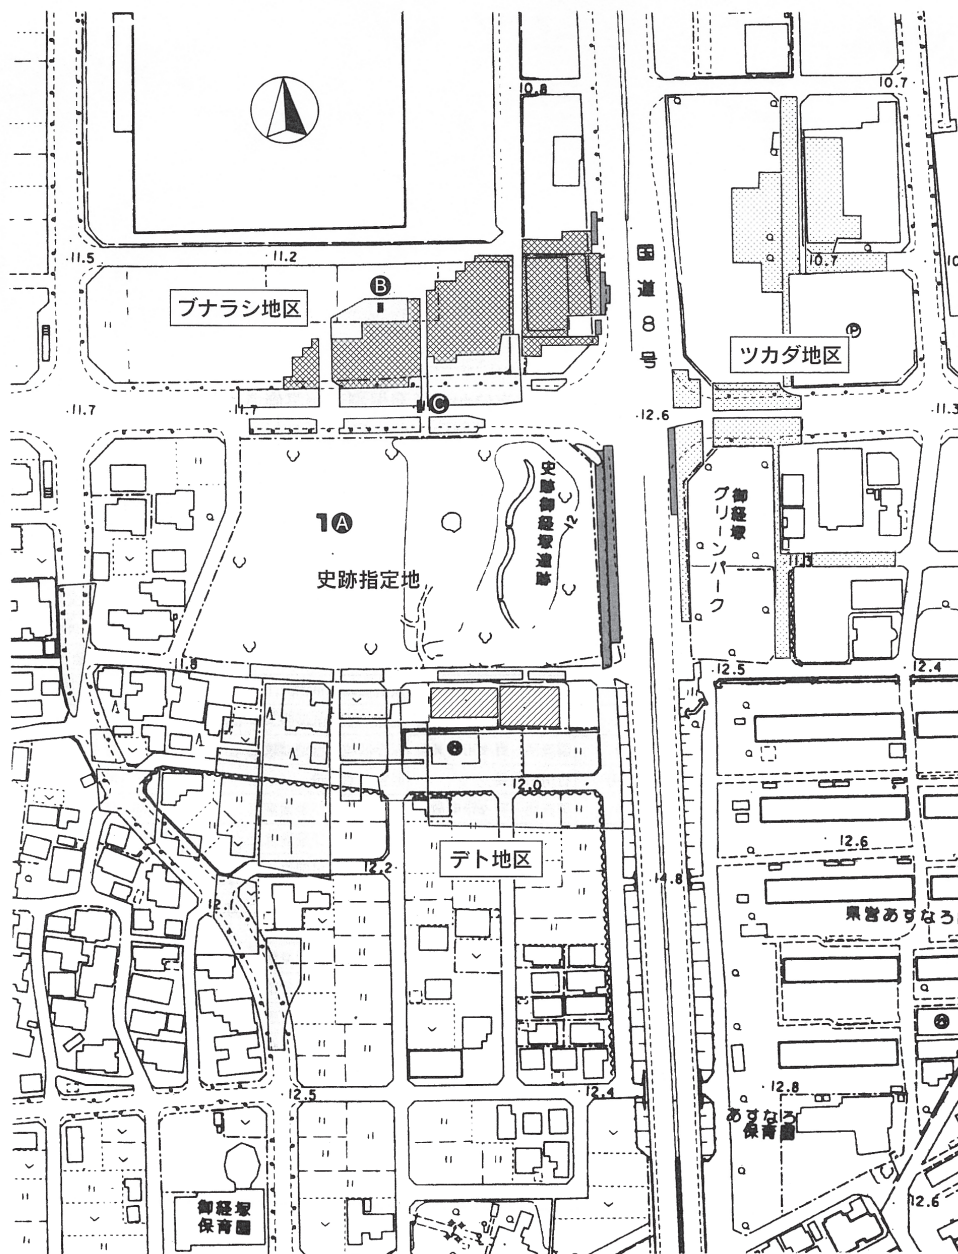 10.8
10.7
国道8号
11.5
11.2
10.7
B
ブナラシ地区
P
ツカダ地区
11.7
11.7
C
12.6
11.3
史跡御経塚遺跡
12
御経塚
グリーンパーク
1A
史跡指定地
11.3
11.8
12.5
12.4
12.0
12.6
デト地区
12.2
14.8
12.1
県営あすなろ
12.8
12.5
12.4
あすなろ
保育園
御経塚
保育園
12.6